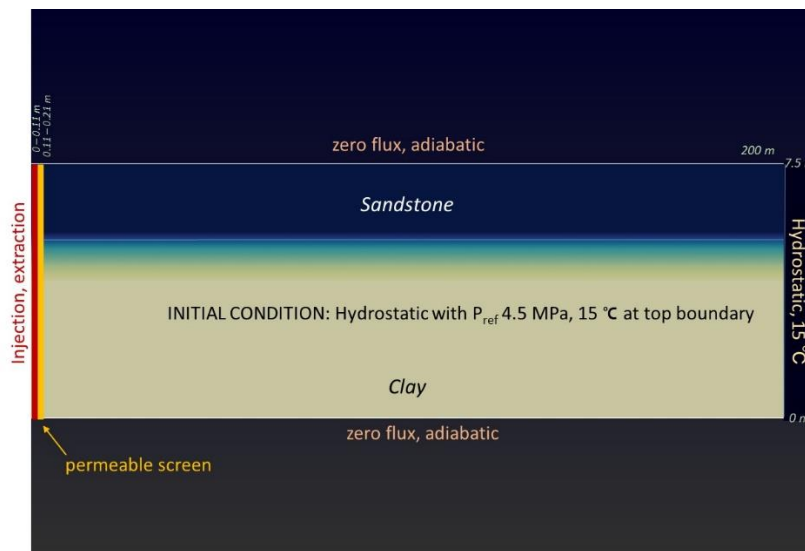 0 – 0.11 m
0.11 – 0.21 m
zero flux, adiabatic
200 m
7.5
Sandstone
Injection, extraction
Hydrostatic, 15 ℃
INITIAL CONDITION: Hydrostatic with Pref 4.5 MPa, 15 ℃ at top boundary
Clay
0 m
zero flux, adiabatic
permeable screen